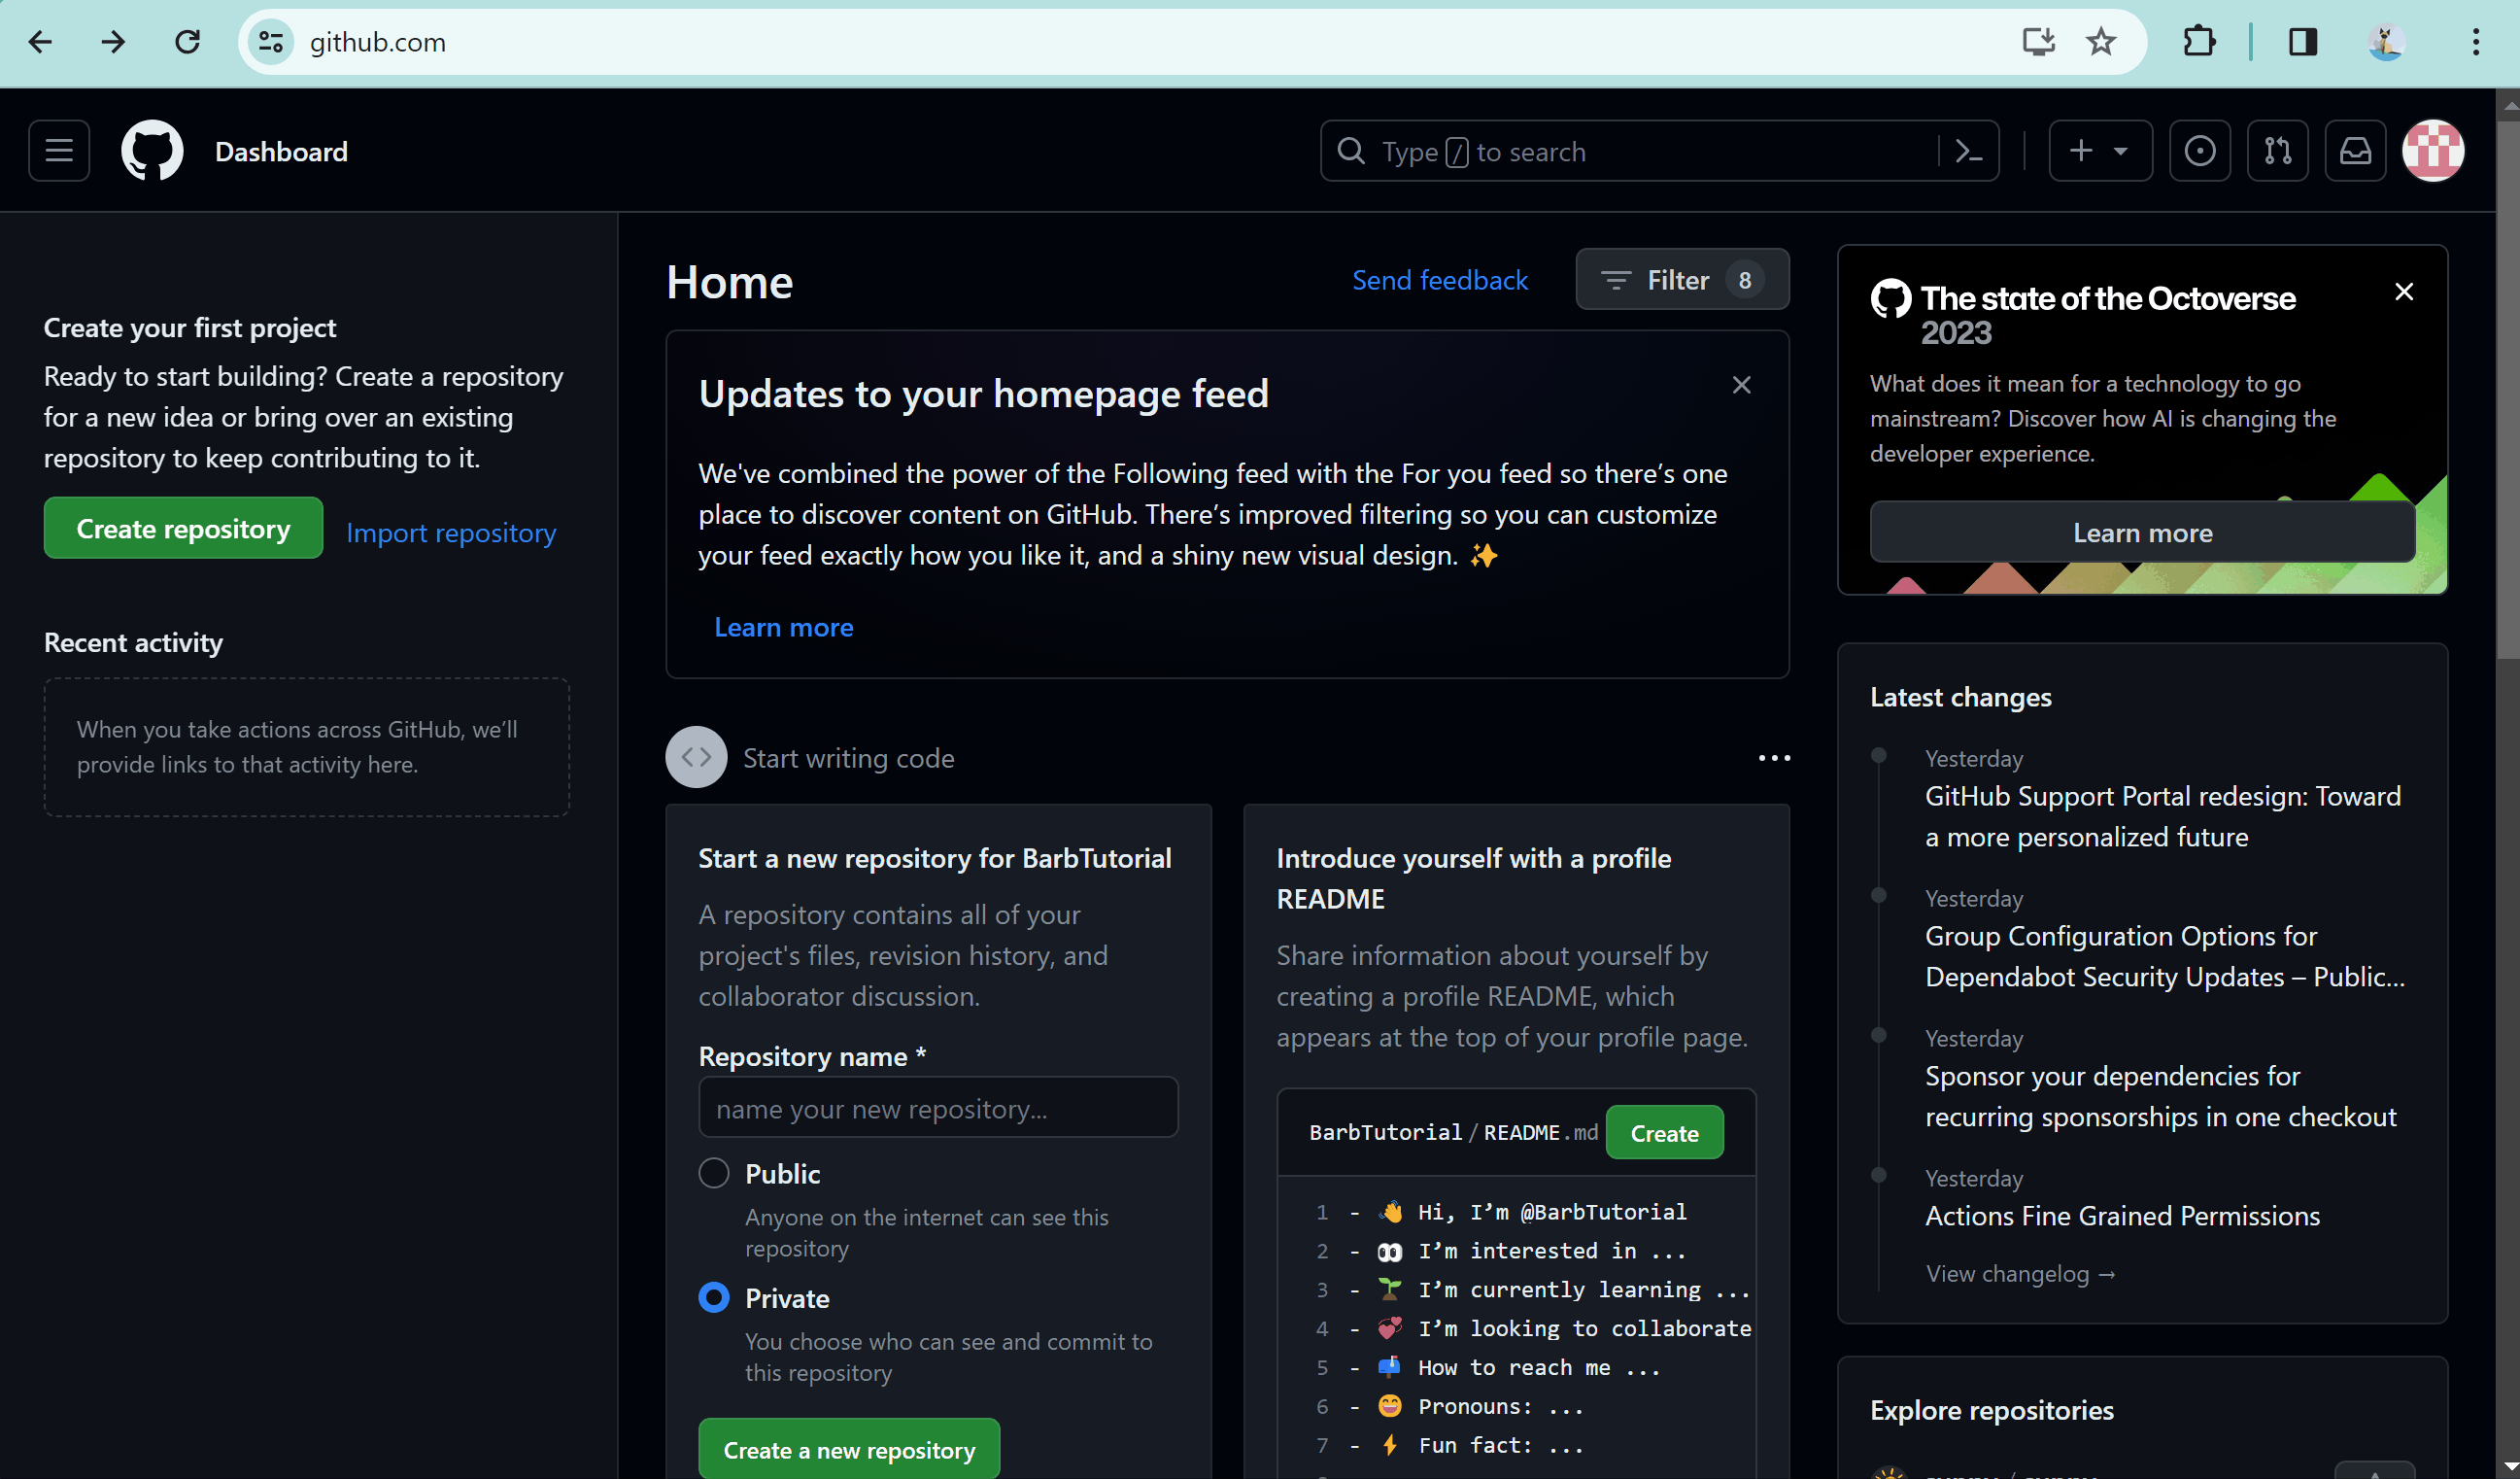 github.com
Dashboard
Type / to search
Create your first project
Ready to start building? Create a repository
for a new idea or bring over an existing
repository to keep contributing to it.
Create repository
Import repository
Recent activity
When you take actions across GitHub, we’ll
provide links to that activity here.
Home
Send feedback
Filter 8
Updates to your homepage feed
We've combined the power of the Following feed with the For you feed so there’s one
place to discover content on GitHub. There’s improved filtering so you can customize
your feed exactly how you like it, and a shiny new visual design. ✨
Learn more
Start writing code
Start a new repository for BarbTutorial
A repository contains all of your
project's files, revision history, and
collaborator discussion.
Repository name *
name your new repository...
Public
Anyone on the internet can see this
repository
Private
You choose who can see and commit to
this repository
Create a new repository
Introduce yourself with a profile
README
Share information about yourself by
creating a profile README, which
appears at the top of your profile page.
BarbTutorial / README.md
Create
1 - 👋 Hi, I’m @BarbTutorial
2 - 👀 I’m interested in ...
3 - 🌱 I’m currently learning ...
4 - 💞️ I’m looking to collaborate
5 - 📫 How to reach me ...
6 - 😄 Pronouns: ...
7 - ⚡ Fun fact: ...
The state of the Octoverse
2023
What does it mean for a technology to go
mainstream? Discover how AI is changing the
developer experience.
Learn more
Latest changes
Yesterday
GitHub Support Portal redesign: Toward
a more personalized future
Yesterday
Group Configuration Options for
Dependabot Security Updates – Public...
Yesterday
Sponsor your dependencies for
recurring sponsorships in one checkout
Yesterday
Actions Fine Grained Permissions
View changelog →
Explore repositories